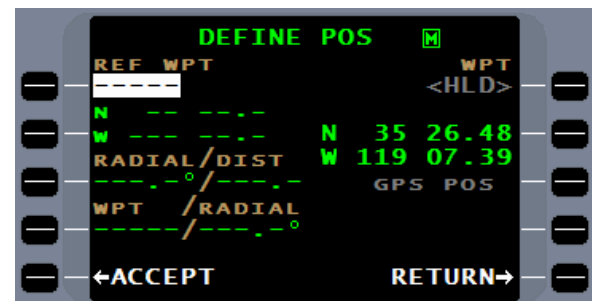 DEFINE POS M
REF WPT WPT
----- <HLD>
N -- --.-
W --- --.- N 35 26.48
RADIAL/DIST W 119 07.39
---.-°/---.- GPS POS
WPT /RADIAL
-----/---.-°
←ACCEPT RETURN→